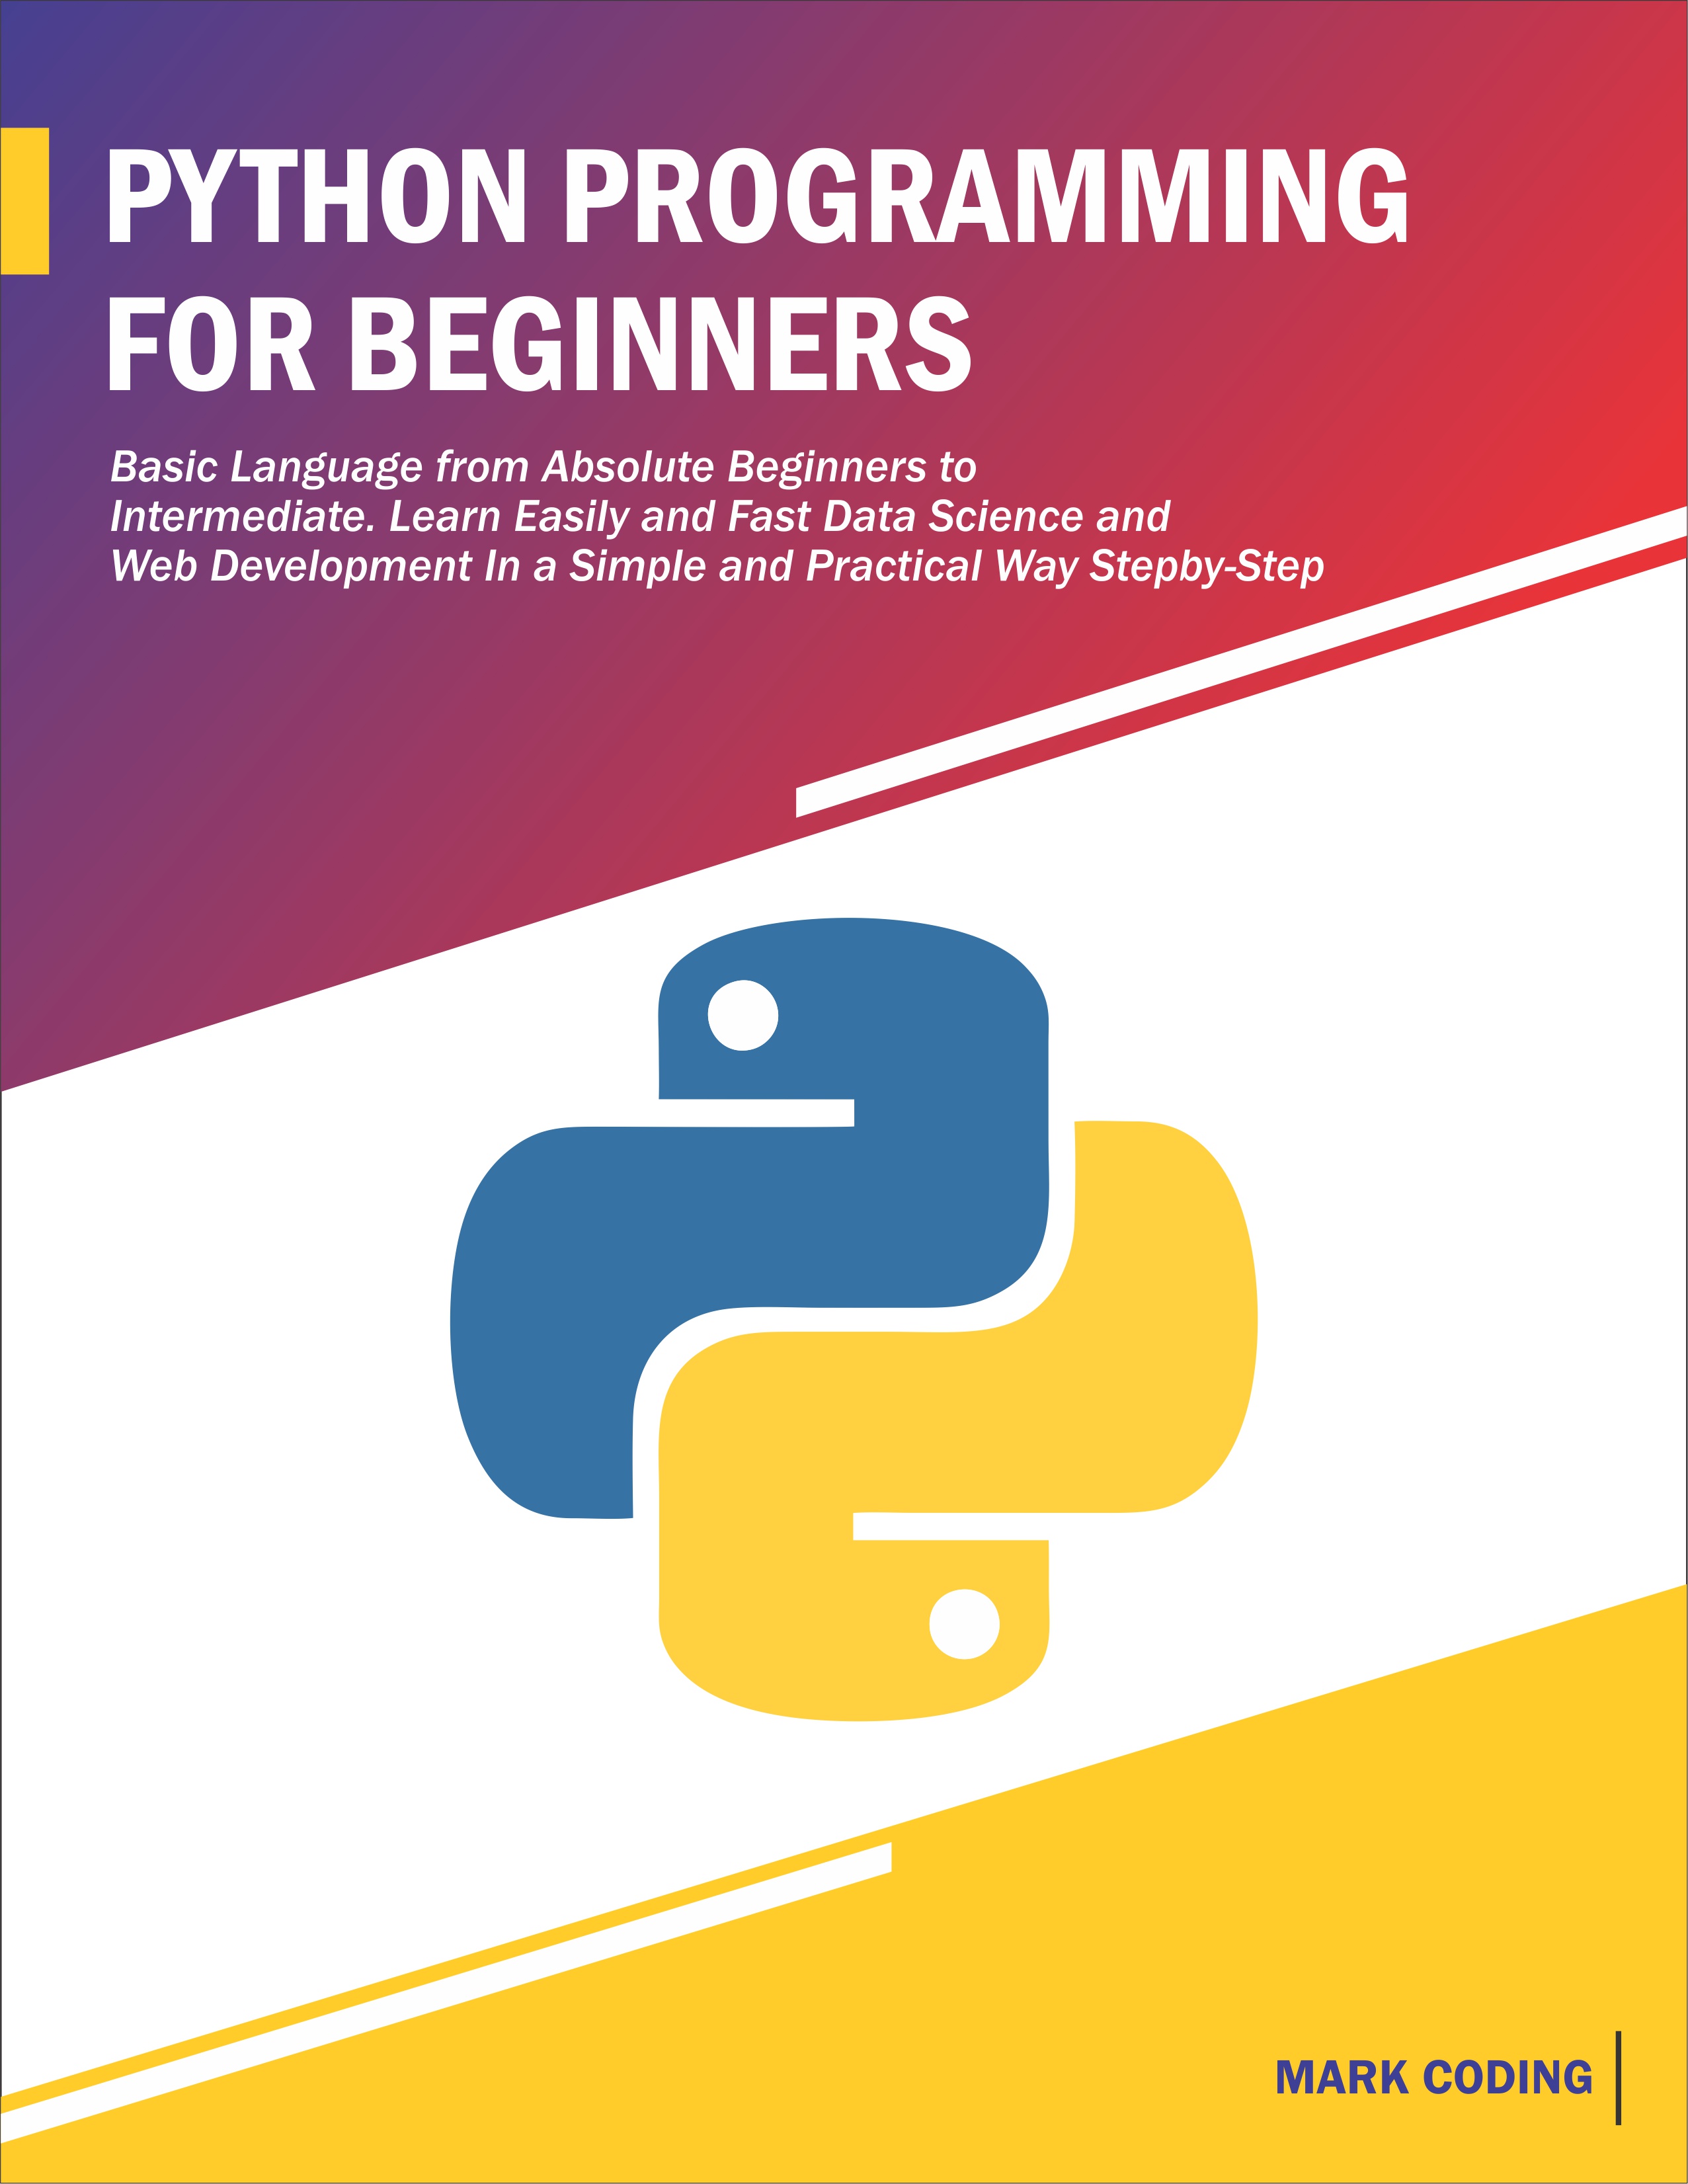 PYTHON PROGRAMMING
FOR BEGINNERS
Basic Language from Absolute Beginners to
Intermediate. Learn Easily and Fast Data Science and
Web Development In a Simple and Practical Way Stepby-Step
MARK CODING